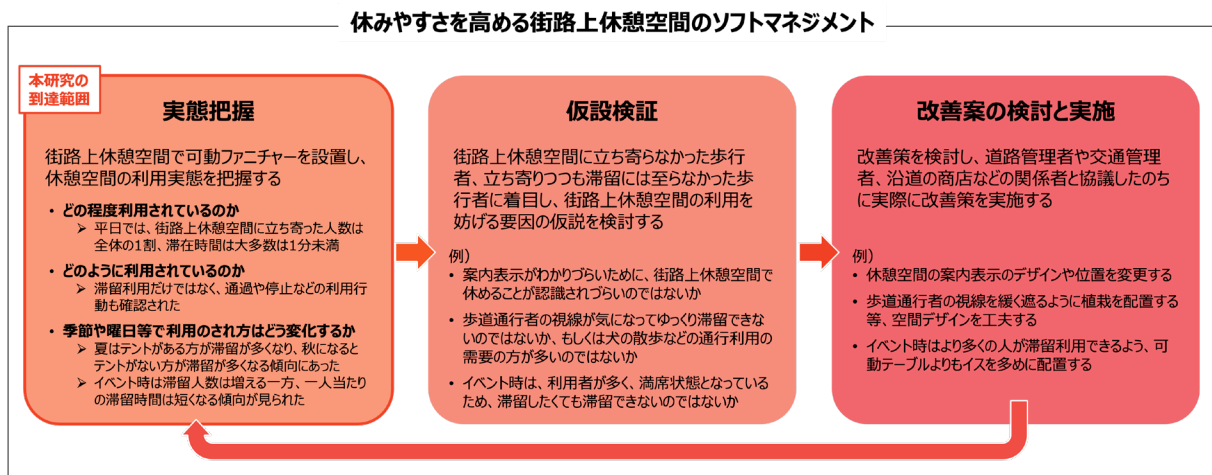 休みやすさを高める街路上休憩空間のソフトマネジメント
本研究の
到達範囲
実態把握
街路上休憩空間で可動ファニチャーを設置し、
休憩空間の利用実態を把握する
• どの程度利用されているのか
➢ 平日では、街路上休憩空間に立ち寄った人数は
全体の1割、滞在時間は大多数は1分未満
• どのように利用されているのか
➢ 滞留利用だけではなく、通過や停止などの利用行
動も確認された
• 季節や曜日等で利用のされ方はどう変化するか
➢ 夏はテントがある方が滞留が多くなり、秋になると
テントがない方が滞留が多くなる傾向にあった
➢ イベント時は滞留人数は増える一方、一人当たり
の滞留時間は短くなる傾向が見られた
仮設検証
街路上休憩空間に立ち寄らなかった歩行
者、立ち寄りつつも滞留には至らなかった歩
行者に着目し、街路上休憩空間の利用を
妨げる要因の仮説を検討する
例）
• 案内表示がわかりづらいために、街路上休憩空間で
休めることが認識されづらいのではないか
• 歩道通行者の視線が気になってゆっくり滞留できな
いのではないか、もしくは犬の散歩などの通行利用の
需要の方が多いのではないか
• イベント時は、利用者が多く、満席状態となっている
ため、滞留したくても滞留できないのではないか
改善案の検討と実施
改善策を検討し、道路管理者や交通管理
者、沿道の商店などの関係者と協議したのち
に実際に改善策を実施する
例）
• 休憩空間の案内表示のデザインや位置を変更する
• 歩道通行者の視線を緩く遮るように植栽を配置する
等、空間デザインを工夫する
• イベント時はより多くの人が滞留利用できるよう、可
動テーブルよりもイスを多めに配置する